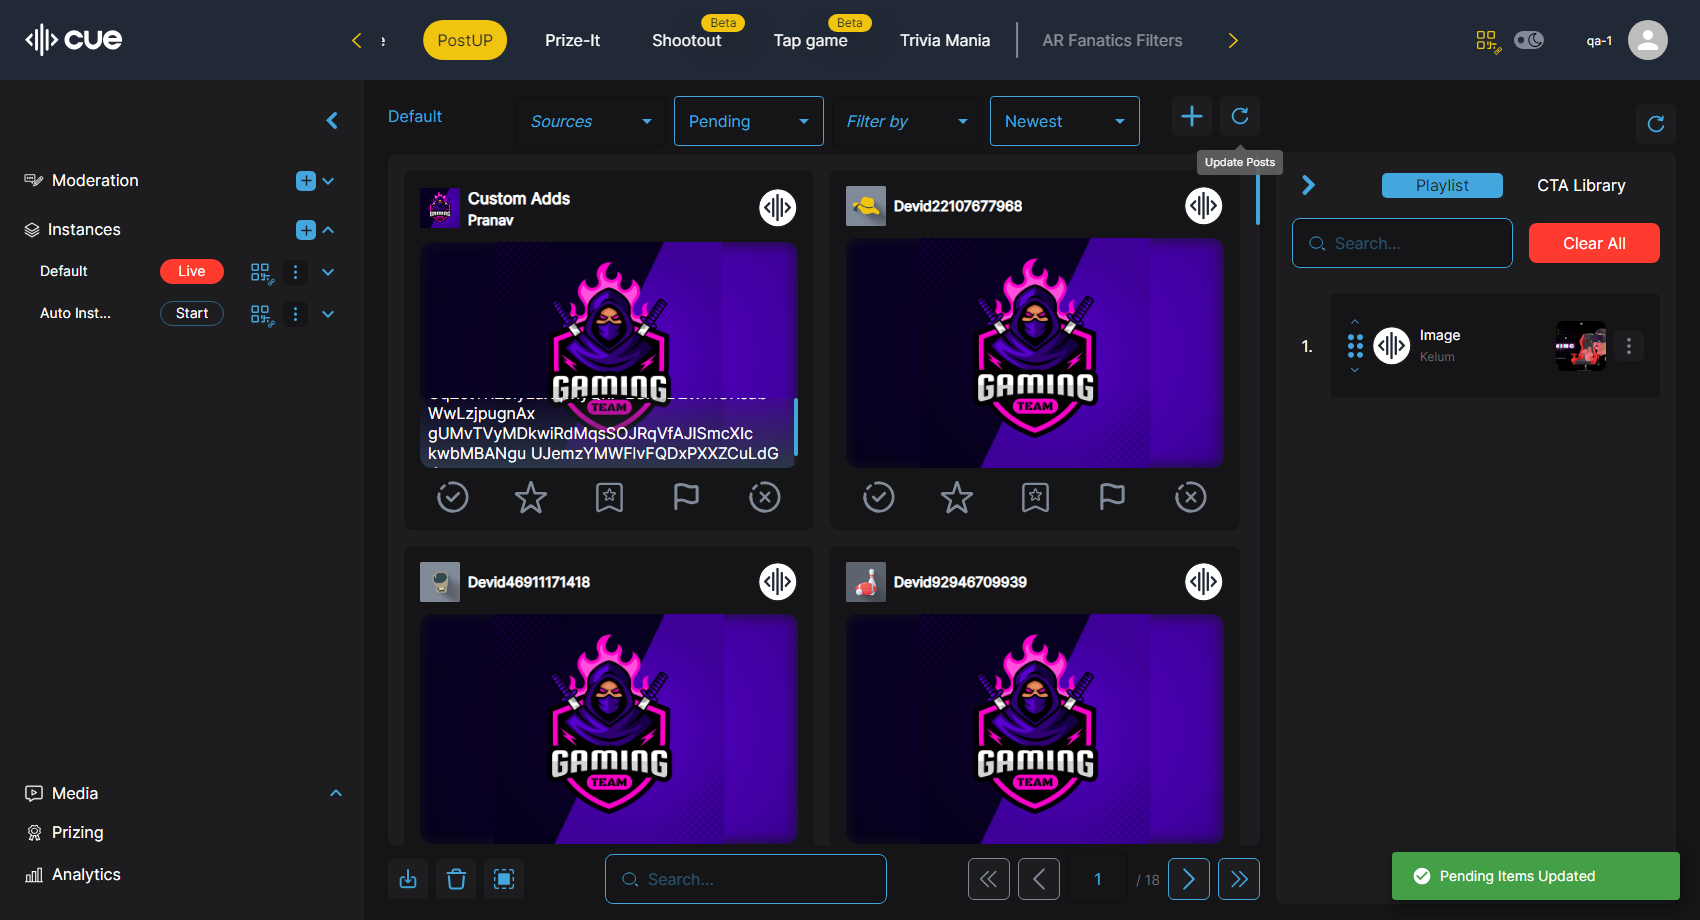 cue
PostUP
Prize-It
Beta
Shootout
Beta
Tap game
Trivia Mania
AR Fanatics Filters
qa-1
Default
Sources
Pending
Filter by
Newest
Update Posts
Moderation
Instances
Default
Live
Auto Inst...
Start
Media
Prizing
Analytics
Custom Adds
Pranav
GAMING
TEAM
WwLzjpugnAx
gUMvTVyMDkwiRdMqsSOJRqVfAJISmcXlc
kwbMBANgu UJemzYMWFlvFQDxPXXZCuLdG
Devid22107677968
GAMING
TEAM
Devid46911171418
GAMING
TEAM
Devid92946709939
GAMING
TEAM
Search...
1
/ 18
Playlist
CTA Library
Search...
Clear All
1.
Image
Kelum
Pending Items Updated